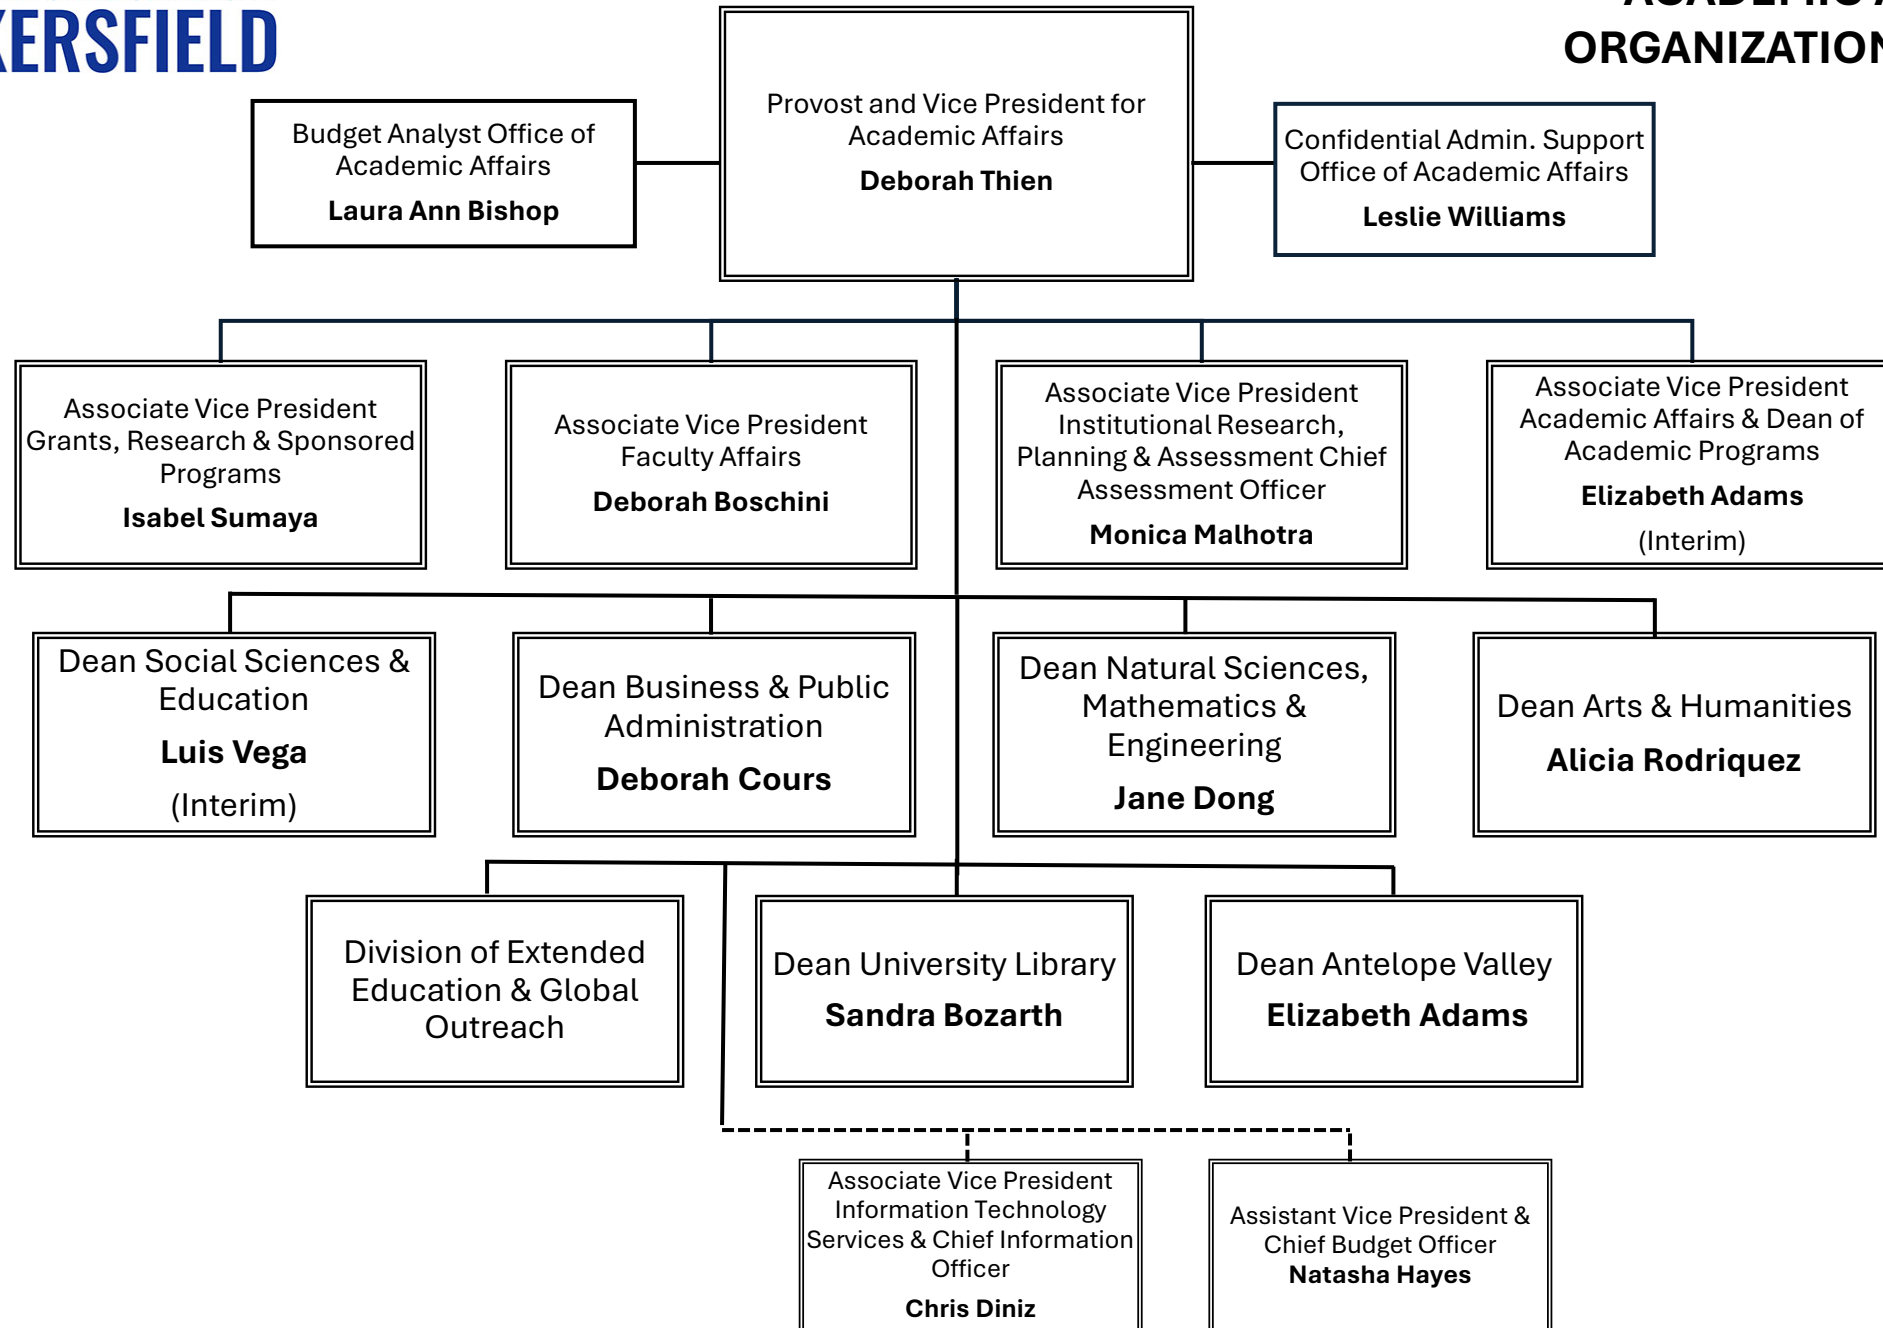 KERSFIELD
ACADEMIC A
ORGANIZATION
Provost and Vice President for
Academic Affairs
Deborah Thien
Budget Analyst Office of
Academic Affairs
Laura Ann Bishop
Confidential Admin. Support
Office of Academic Affairs
Leslie Williams
Associate Vice President
Grants, Research & Sponsored
Programs
Isabel Sumaya
Associate Vice President
Faculty Affairs
Deborah Boschini
Associate Vice President
Institutional Research,
Planning & Assessment Chief
Assessment Officer
Monica Malhotra
Associate Vice President
Academic Affairs & Dean of
Academic Programs
Elizabeth Adams
(Interim)
Dean Social Sciences &
Education
Luis Vega
(Interim)
Dean Business & Public
Administration
Deborah Cours
Dean Natural Sciences,
Mathematics &
Engineering
Jane Dong
Dean Arts & Humanities
Alicia Rodriquez
Division of Extended
Education & Global
Outreach
Dean University Library
Sandra Bozarth
Dean Antelope Valley
Elizabeth Adams
Associate Vice President
Information Technology
Services & Chief Information
Officer
Chris Diniz
Assistant Vice President &
Chief Budget Officer
Natasha Hayes